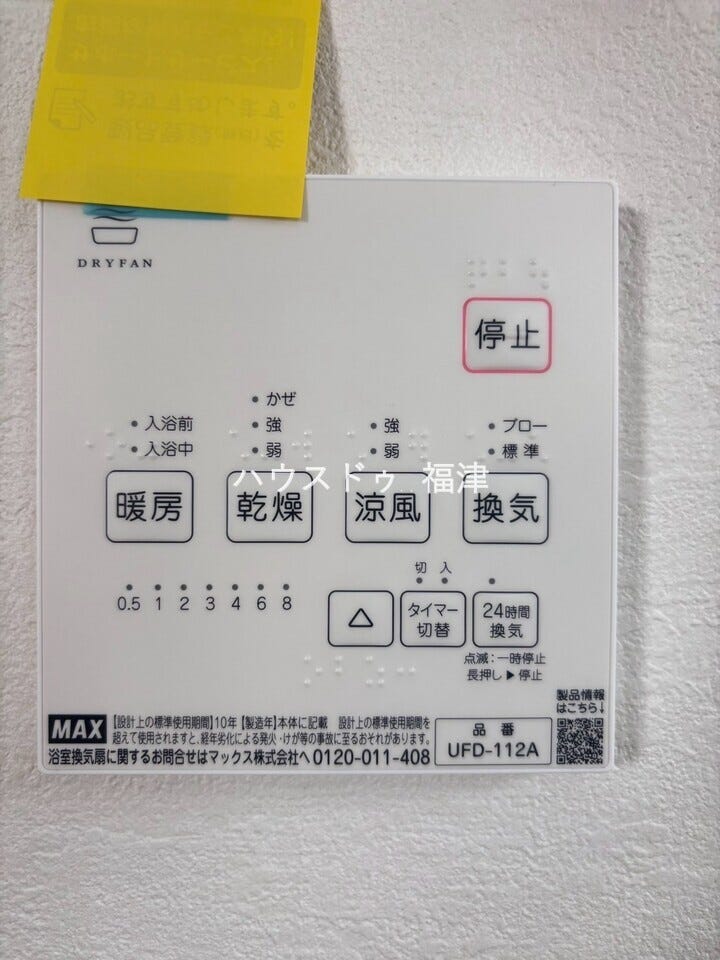 DRYFAN
停止
かぜ
入浴前
強
強
ブロー
入浴中
弱
弱
標準
ハウスドゥ 福津
暖房
乾燥
涼風
換気
切 入
0.5 1 2 3 4 6 8
△
タイマー
切替
24時間
換気
点滅:一時停止
長押し▶停止
製品情報
はこちら↓
MAX
【設計上の標準使用期間】10年【製造年】本体に記載 設計上の標準使用期間を
超えて使用されますと、経年劣化による発火・けが等の事故に至るおそれがあります。
浴室換気扇に関するお問合せはマックス株式会社へ 0120-011-408
品番
UFD-112A